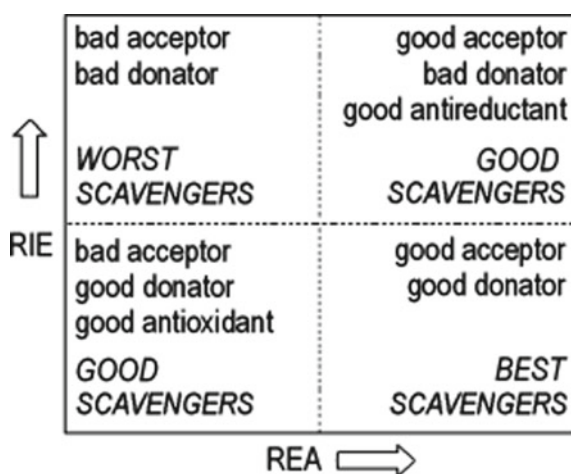 bad acceptor
bad donator
WORST
SCAVENGERS
good acceptor
bad donator
good antireductant
GOOD
SCAVENGERS
RIE
bad acceptor
good donator
good antioxidant
GOOD
SCAVENGERS
good acceptor
good donator
BEST
SCAVENGERS
REA